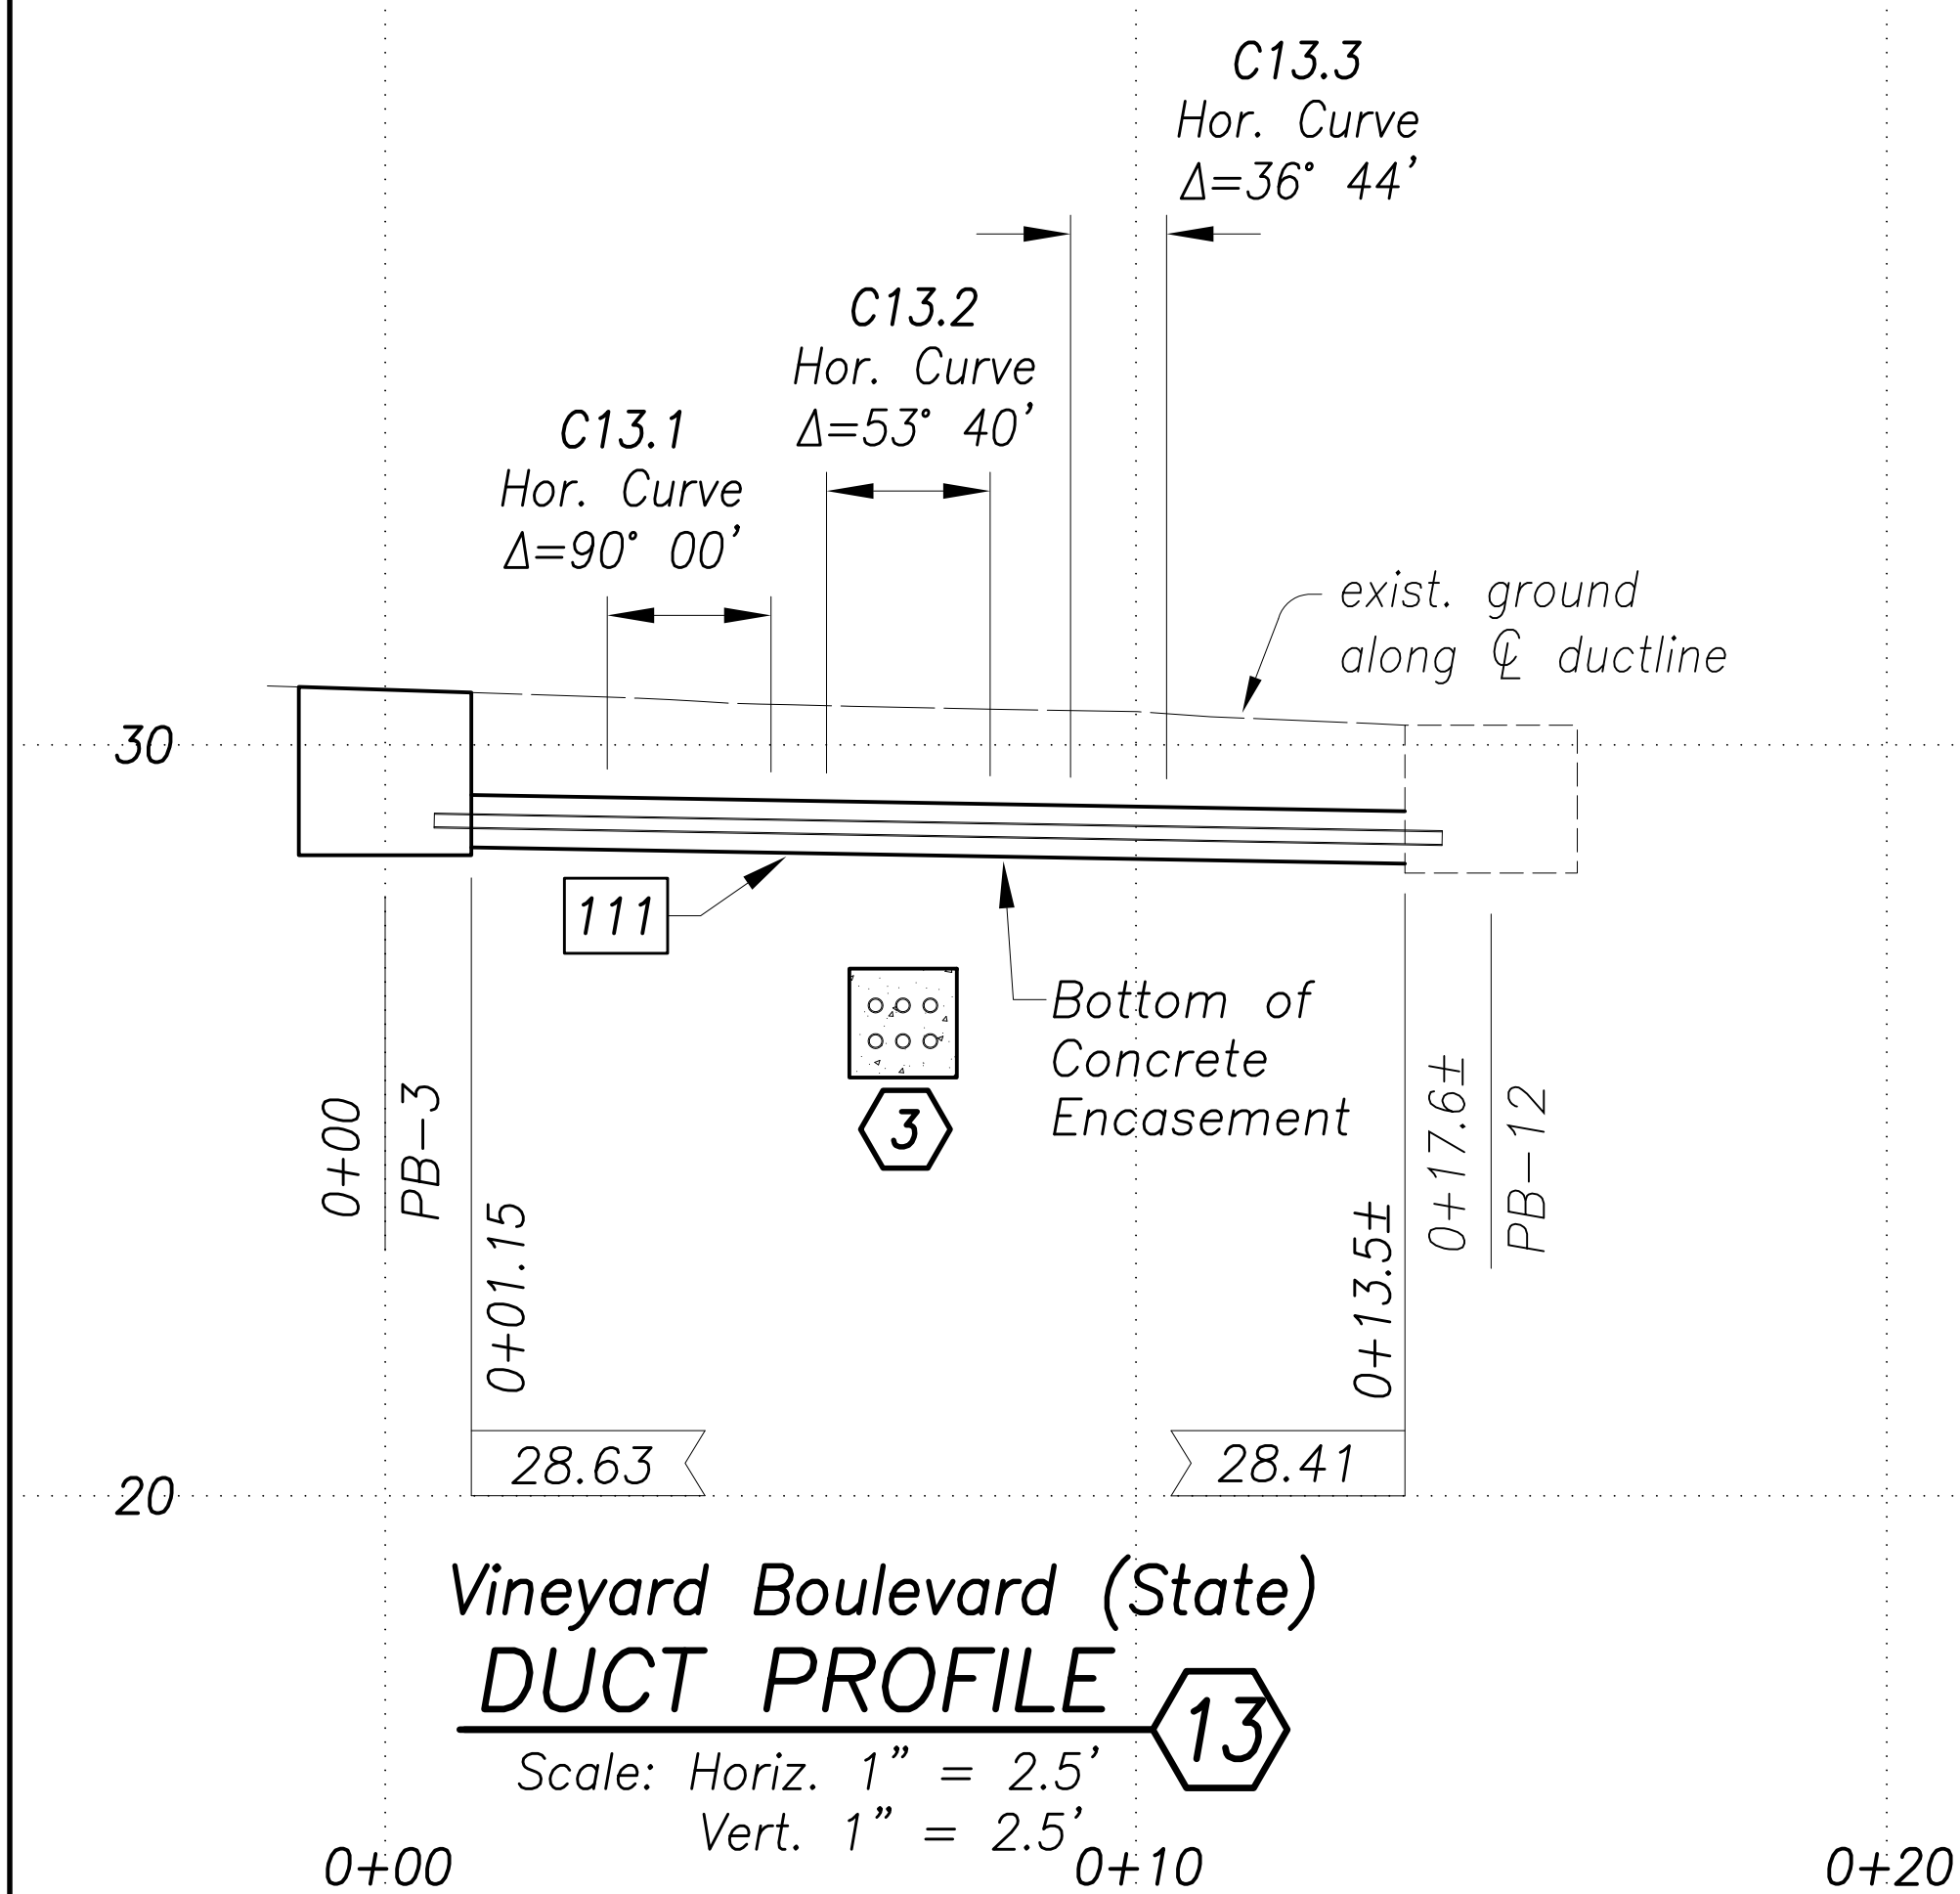 C13.3
Hor. Curve
Δ=36° 44'
C13.2
Hor. Curve
Δ=53° 40'
C13.1
Hor. Curve
Δ=90° 00'
exist. ground
along ℄ ductline
30
111
Bottom of
Concrete
Encasement
3
0+00
PB-3
0+01.15
0+13.5±
0+17.6±
PB-12
28.63
28.41
20
Vineyard Boulevard (State)
DUCT PROFILE
13
Scale: Horiz. 1" = 2.5'
Vert. 1" = 2.5'
0+00
0+10
0+20